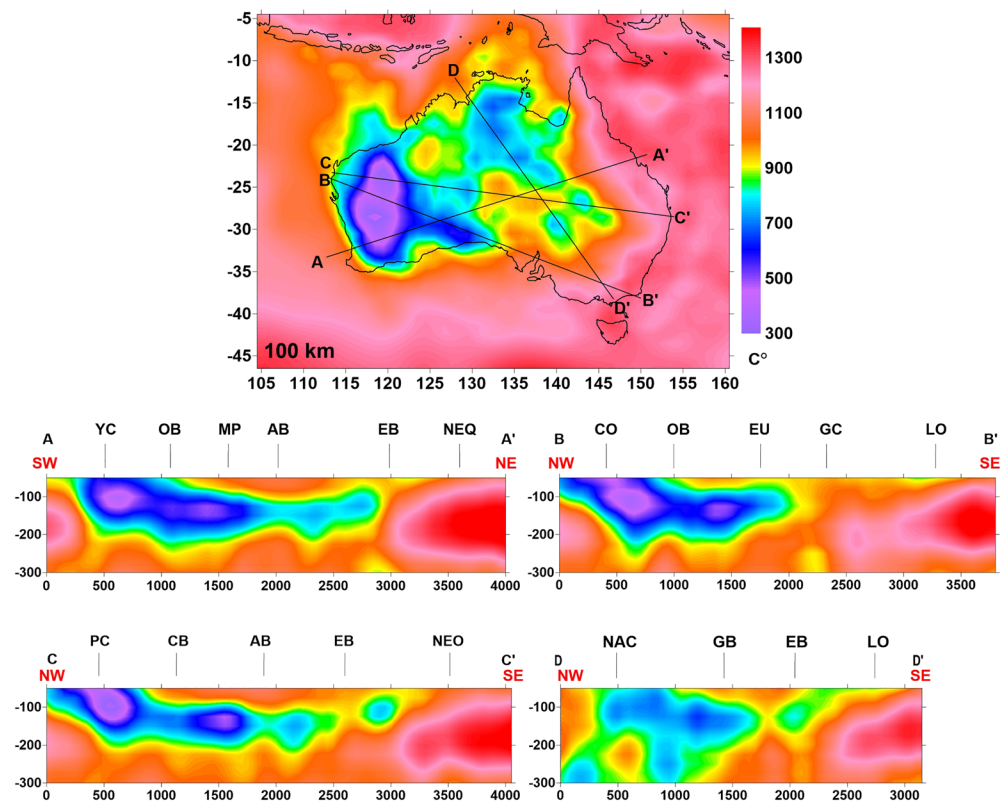 -5
-10
-15
-20
-25
-30
-35
-40
-45
D
C
B
A
A'
C'
B'
D'
100 km
105 110 115 120 125 130 135 140 145 150 155 160
1300
1100
900
700
500
300
C°
A YC OB MP AB EB NEQ A'
SW NE
-100
-200
-300
0 500 1000 1500 2000 2500 3000 3500 4000
B CO OB EU GC LO B'
NW SE
-100
-200
-300
0 500 1000 1500 2000 2500 3000 3500
C PC CB AB EB NEO C'
NW SE
-100
-200
-300
0 500 1000 1500 2000 2500 3000 3500 4000
D NAC GB EB LO D'
NW SE
-100
-200
-300
0 500 1000 1500 2000 2500 3000